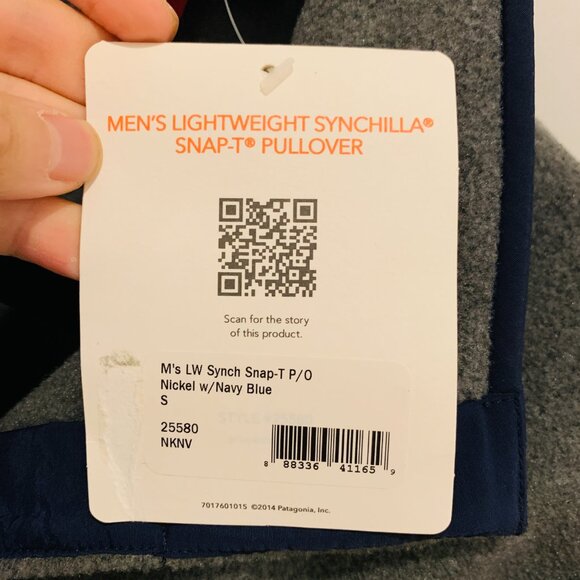 MEN'S LIGHTWEIGHT SYNCHILLA®
SNAP-T® PULLOVER
Scan for the story
of this product.
M's LW Synch Snap-T P/O
Nickel w/Navy Blue
S
25580
NKNV
8 88336 41165 9
7017601015 ©2014 Patagonia, Inc.